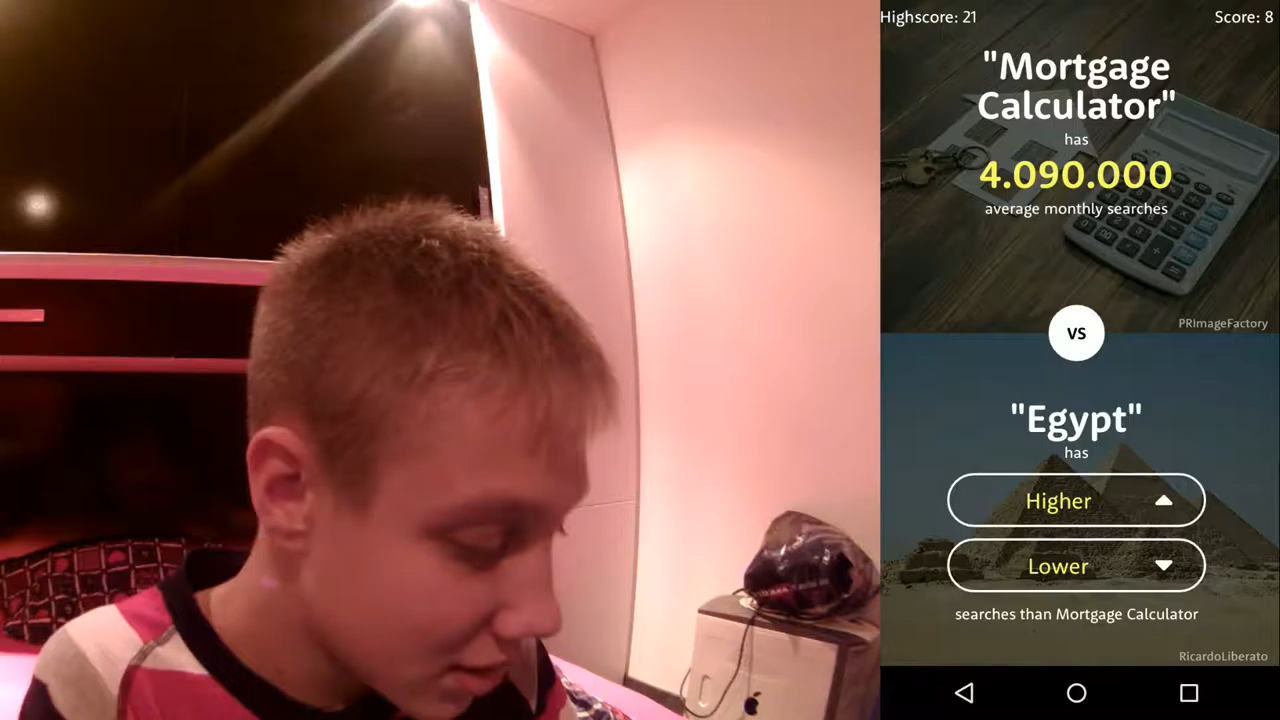 Highscore: 21
Score: 8
"Mortgage
Calculator"
has
4.090.000
average monthly searches
PRImageFactory
VS
"Egypt"
has
Higher
Lower
searches than Mortgage Calculator
RicardoLiberato